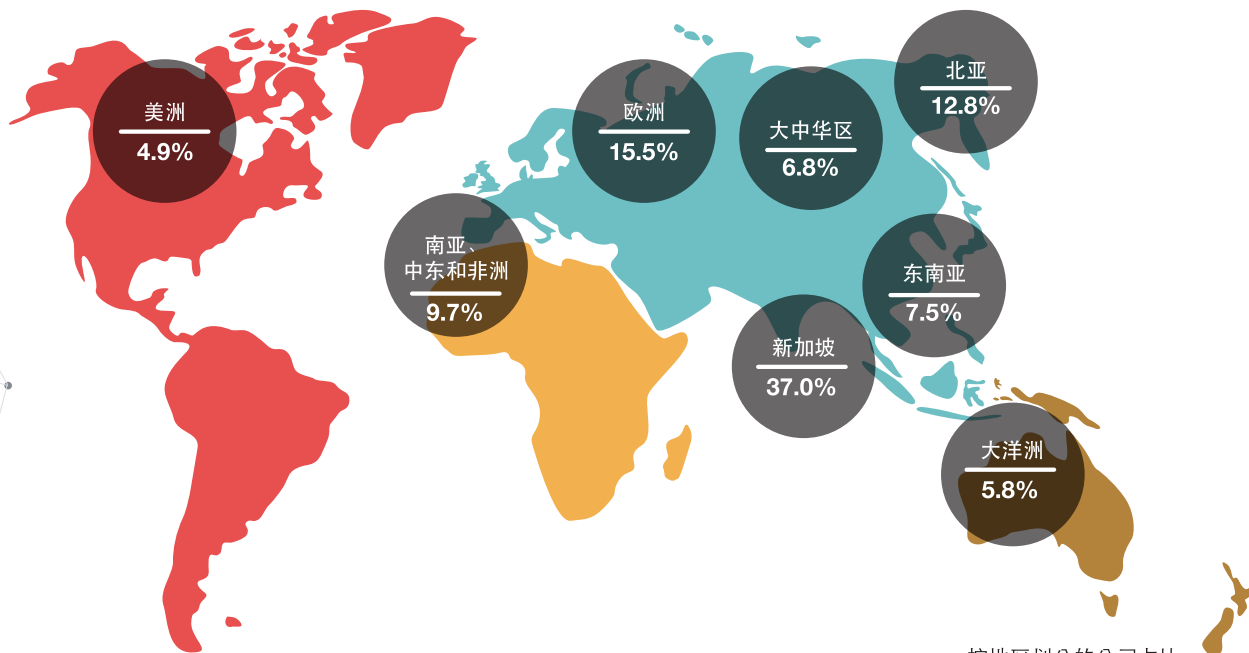 美洲
4.9%
欧洲
15.5%
大中华区
6.8%
北亚
12.8%
南亚、
中东和非洲
9.7%
东南亚
7.5%
新加坡
37.0%
大洋洲
5.8%